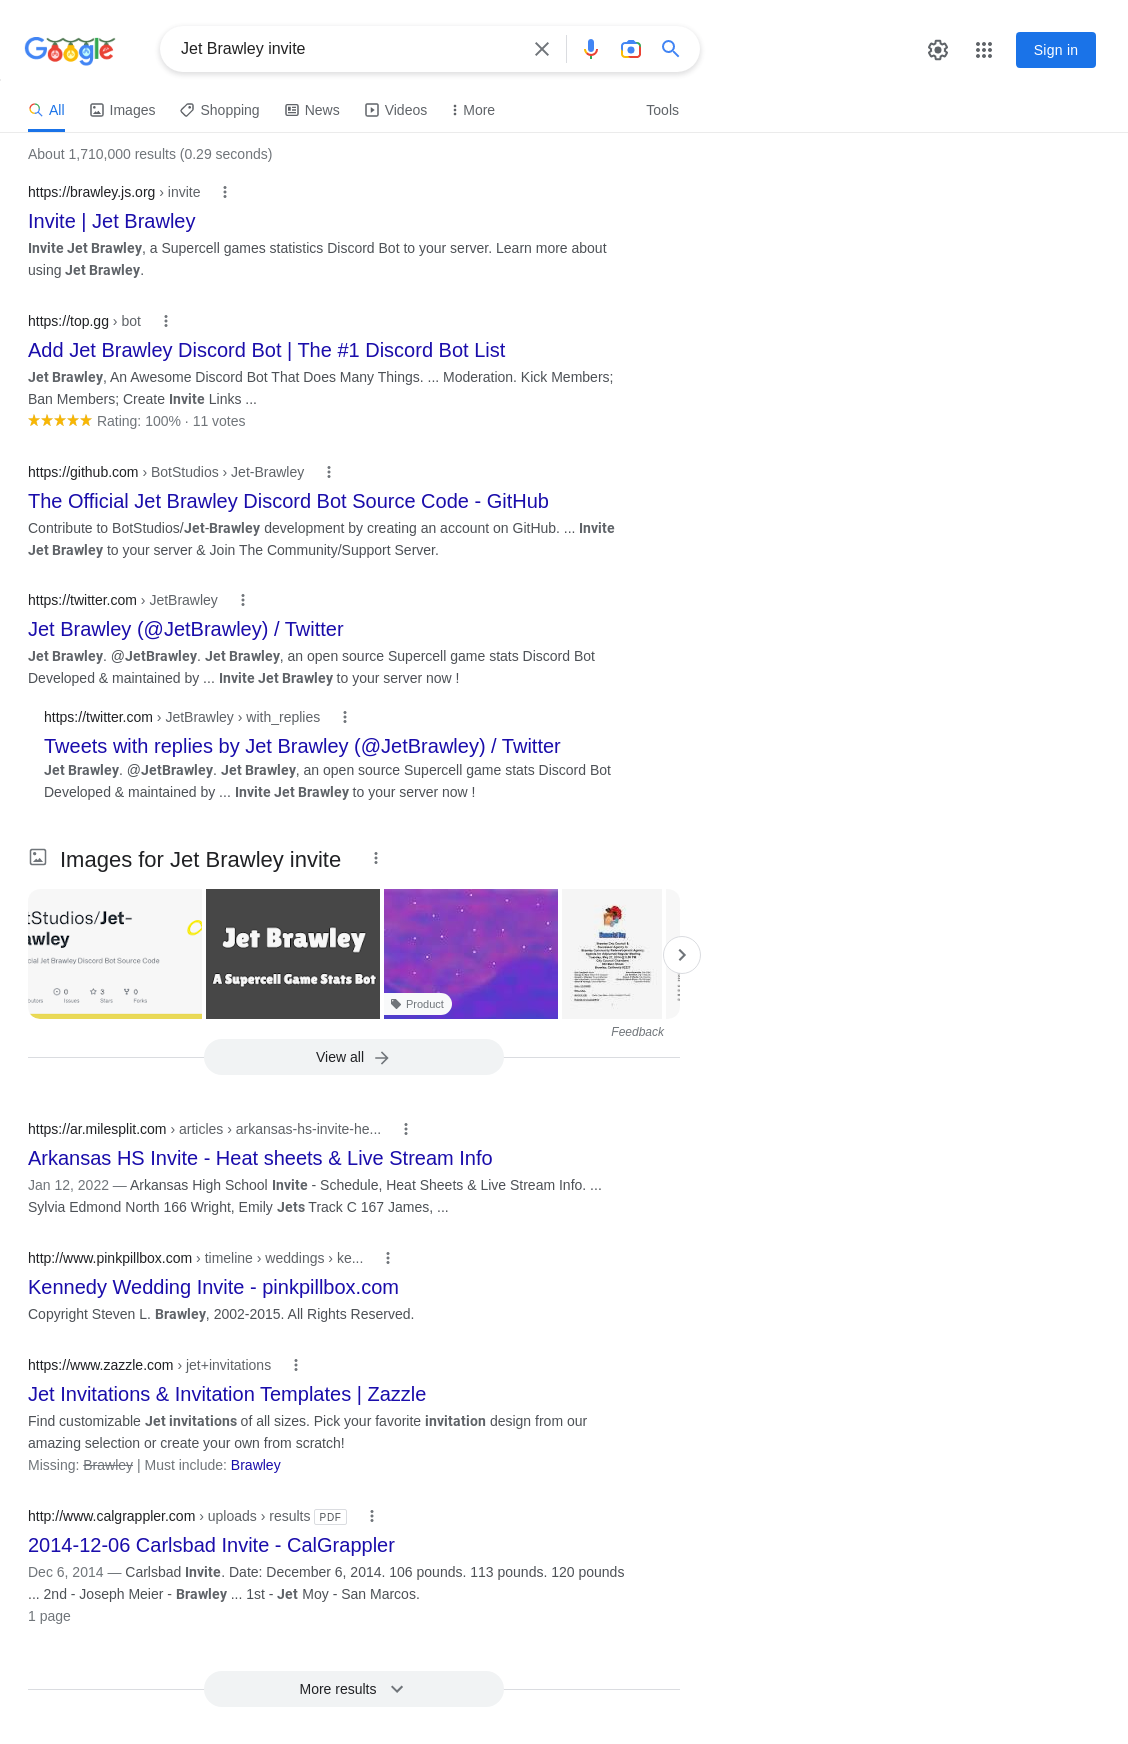 Google
Jet Brawley invite
Sign in
All
Images
Shopping
News
Videos
More
Tools
About 1,710,000 results (0.29 seconds)
https://brawley.js.org › invite
Invite | Jet Brawley
Invite Jet Brawley, a Supercell games statistics Discord Bot to your server. Learn more about
using Jet Brawley.
https://top.gg › bot
Add Jet Brawley Discord Bot | The #1 Discord Bot List
Jet Brawley, An Awesome Discord Bot That Does Many Things. ... Moderation. Kick Members;
Ban Members; Create Invite Links ...
Rating: 100% · 11 votes
https://github.com › BotStudios › Jet-Brawley
The Official Jet Brawley Discord Bot Source Code - GitHub
Contribute to BotStudios/Jet-Brawley development by creating an account on GitHub. ... Invite
Jet Brawley to your server & Join The Community/Support Server.
https://twitter.com › JetBrawley
Jet Brawley (@JetBrawley) / Twitter
Jet Brawley. @JetBrawley. Jet Brawley, an open source Supercell game stats Discord Bot
Developed & maintained by ... Invite Jet Brawley to your server now !
https://twitter.com › JetBrawley › with_replies
Tweets with replies by Jet Brawley (@JetBrawley) / Twitter
Jet Brawley. @JetBrawley. Jet Brawley, an open source Supercell game stats Discord Bot
Developed & maintained by ... Invite Jet Brawley to your server now !
Images for Jet Brawley invite
tStudios/Jet-
awley
cial Jet Brawley Discord Bot Source Code
0 3 0
butors Issues Stars Forks
Jet Brawley
A Supercell Game Stats Bot
Product
Memorial Day
Feedback
View all
https://ar.milesplit.com › articles › arkansas-hs-invite-he...
Arkansas HS Invite - Heat sheets & Live Stream Info
Jan 12, 2022 — Arkansas High School Invite - Schedule, Heat Sheets & Live Stream Info. ...
Sylvia Edmond North 166 Wright, Emily Jets Track C 167 James, ...
http://www.pinkpillbox.com › timeline › weddings › ke...
Kennedy Wedding Invite - pinkpillbox.com
Copyright Steven L. Brawley, 2002-2015. All Rights Reserved.
https://www.zazzle.com › jet+invitations
Jet Invitations & Invitation Templates | Zazzle
Find customizable Jet invitations of all sizes. Pick your favorite invitation design from our
amazing selection or create your own from scratch!
Missing: Brawley | Must include: Brawley
http://www.calgrappler.com › uploads › results PDF
2014-12-06 Carlsbad Invite - CalGrappler
Dec 6, 2014 — Carlsbad Invite. Date: December 6, 2014. 106 pounds. 113 pounds. 120 pounds
... 2nd - Joseph Meier - Brawley ... 1st - Jet Moy - San Marcos.
1 page
More results